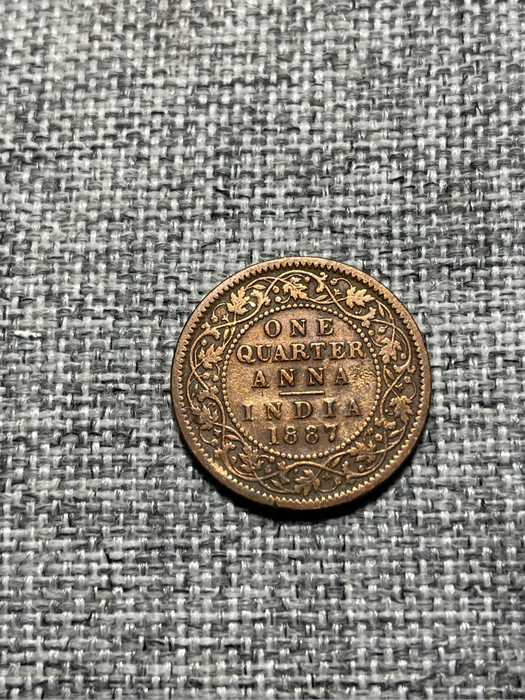 ONE
QUARTER
ANNA
INDIA
1887